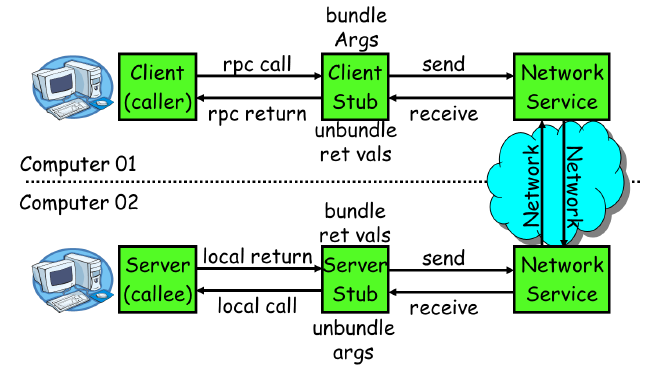 bundle
Args
Client
(caller)
rpc call
rpc return
Client
Stub
send
receive
Network
Service
unbundle
ret vals
Computer 01
Network
Network
Computer 02
bundle
ret vals
Server
(callee)
local return
local call
Server
Stub
send
receive
Network
Service
unbundle
args